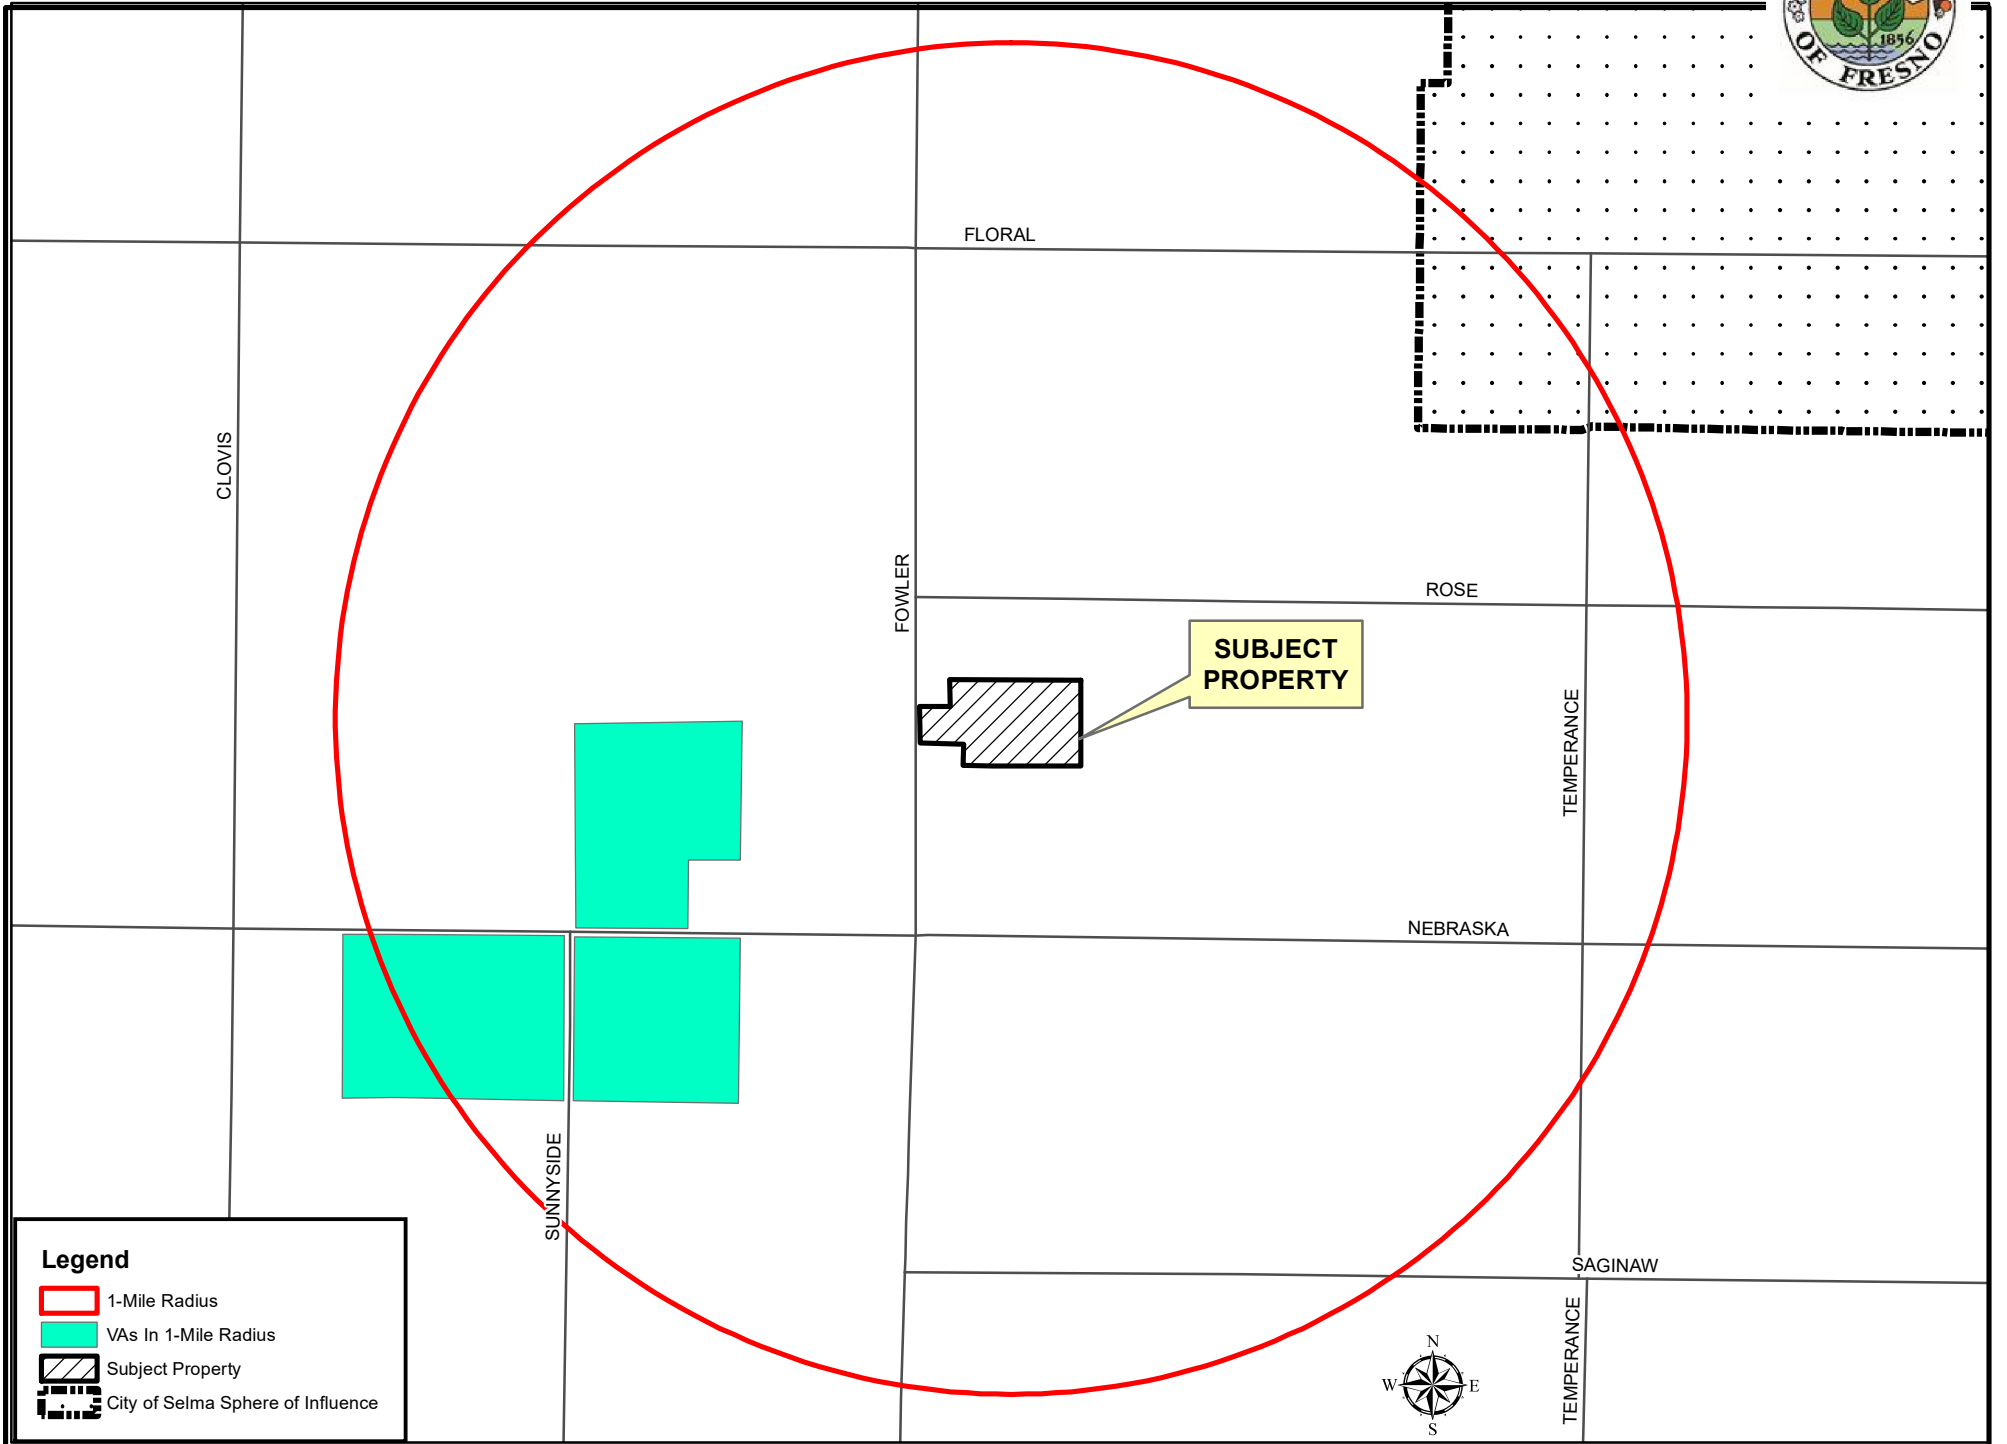 1856
OF FRESNO
FLORAL
CLOVIS
FOWLER
ROSE
SUBJECT
PROPERTY
TEMPERANCE
NEBRASKA
SUNNYSIDE
SAGINAW
TEMPERANCE
Legend
1-Mile Radius
VAs In 1-Mile Radius
Subject Property
City of Selma Sphere of Influence
N
W
E
S